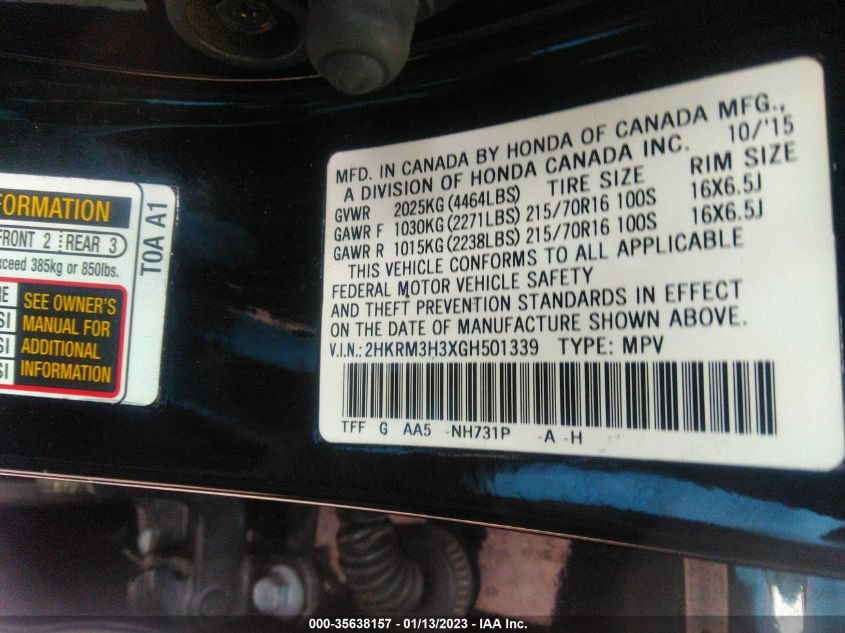 FORMATION
FRONT 2 REAR 3
xceed 385kg or 850lbs.
SEE OWNER'S
MANUAL FOR
ADDITIONAL
INFORMATION
T0A A1
MFD. IN CANADA BY HONDA OF CANADA MFG.,
A DIVISION OF HONDA CANADA INC. 10/'15
GVWR 2025KG (4464LBS) TIRE SIZE RIM SIZE
GAWR F 1030KG (2271LBS) 215/70R16 100S 16X6.5J
GAWR R 1015KG (2238LBS) 215/70R16 100S 16X6.5J
THIS VEHICLE CONFORMS TO ALL APPLICABLE
FEDERAL MOTOR VEHICLE SAFETY
AND THEFT PREVENTION STANDARDS IN EFFECT
ON THE DATE OF MANUFACTURE SHOWN ABOVE.
V.I.N.: 2HKRM3H3XGH501339 TYPE: MPV
TFF G AA5 -NH731P -A -H
000-35638157 - 01/13/2023 - IAA Inc.